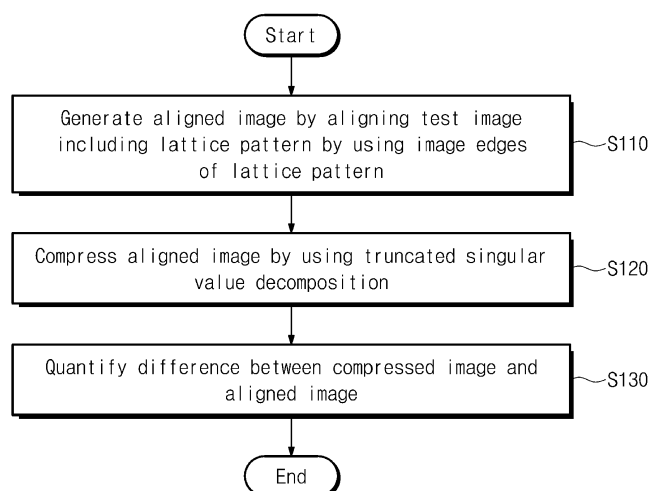 Start
Generate aligned image by aligning test image
including lattice pattern by using image edges
of lattice pattern
S110
Compress aligned image by using truncated singular
value decomposition
S120
Quantify difference between compressed image and
aligned image
S130
End